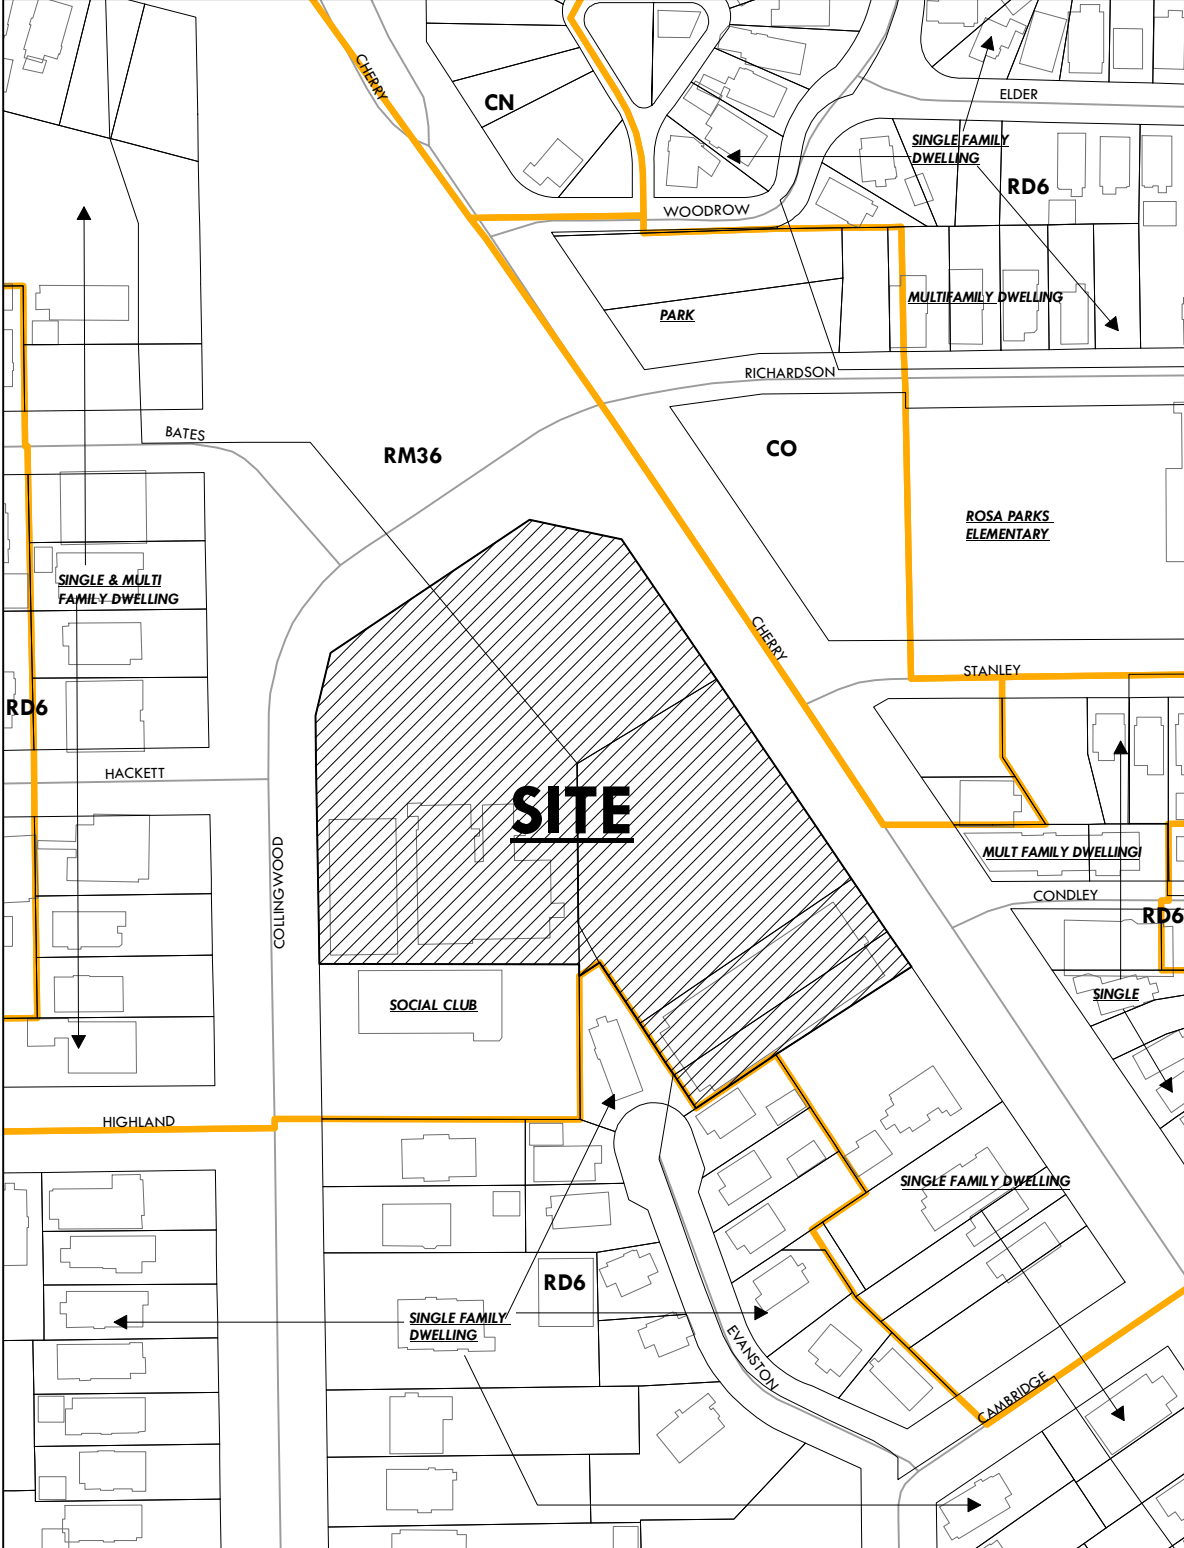 CHERRY
CN
ELDER
SINGLE FAMILY
DWELLING
RD6
WOODROW
MULTIFAMILY DWELLING
PARK
RICHARDSON
BATES
RM36
CO
ROSA PARKS
ELEMENTARY
SINGLE & MULTI
FAMILY DWELLING
CHERRY
STANLEY
RD6
HACKETT
SITE
COLLINGWOOD
MULT FAMILY DWELLINGI
CONDLEY
RD6
SINGLE
SOCIAL CLUB
HIGHLAND
SINGLE FAMILY DWELLING
RD6
SINGLE FAMILY
DWELLING
EVANSTON
CAMBRIDGE